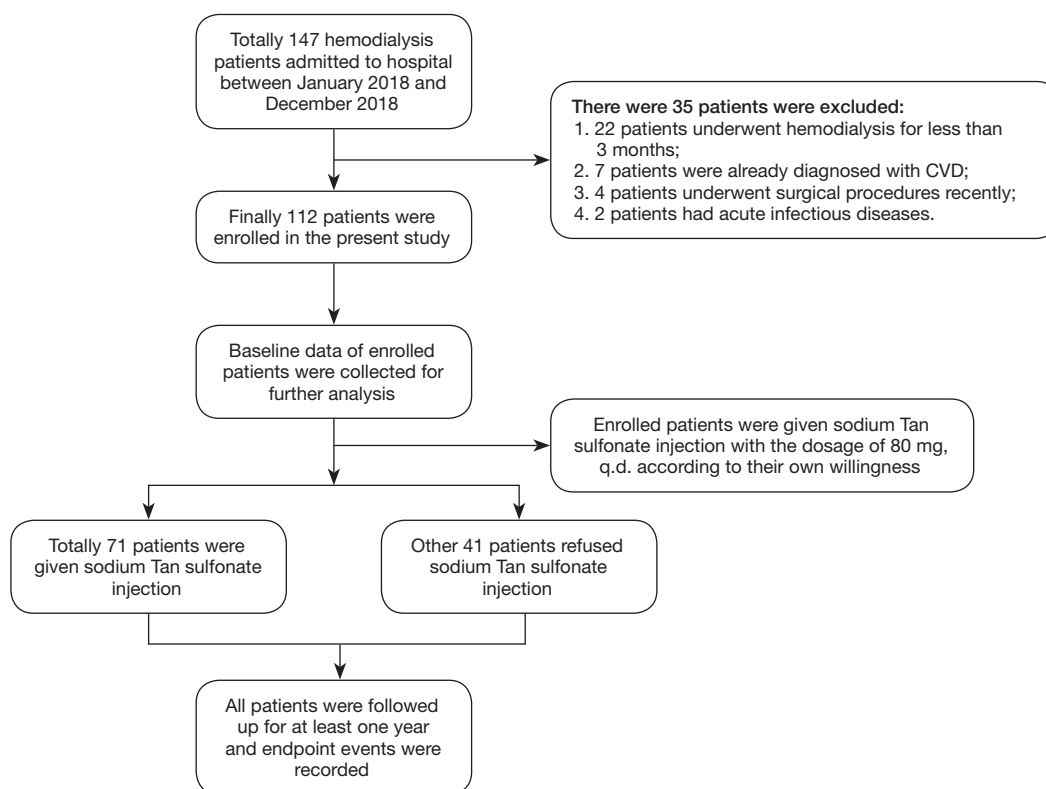 Totally 147 hemodialysis
patients admitted to hospital
between January 2018 and
December 2018
There were 35 patients were excluded:
1. 22 patients underwent hemodialysis for less than
3 months;
2. 7 patients were already diagnosed with CVD;
3. 4 patients underwent surgical procedures recently;
4. 2 patients had acute infectious diseases.
Finally 112 patients were
enrolled in the present study
Baseline data of enrolled
patients were collected for
further analysis
Enrolled patients were given sodium Tan
sulfonate injection with the dosage of 80 mg,
q.d. according to their own willingness
Totally 71 patients were
given sodium Tan sulfonate
injection
Other 41 patients refused
sodium Tan sulfonate
injection
All patients were followed
up for at least one year
and endpoint events were
recorded